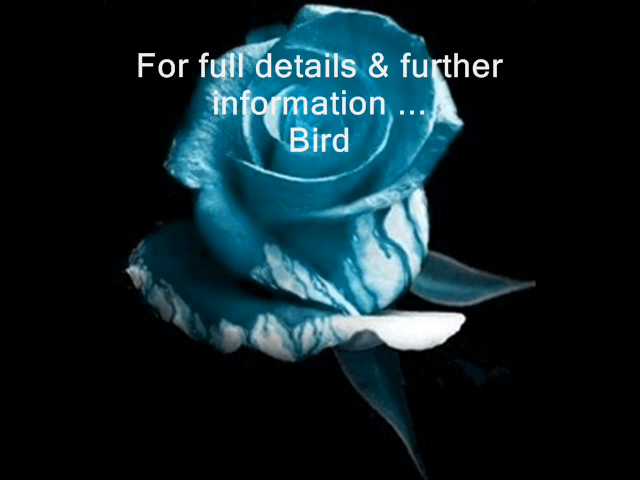 For full details & further
information ...
Bird